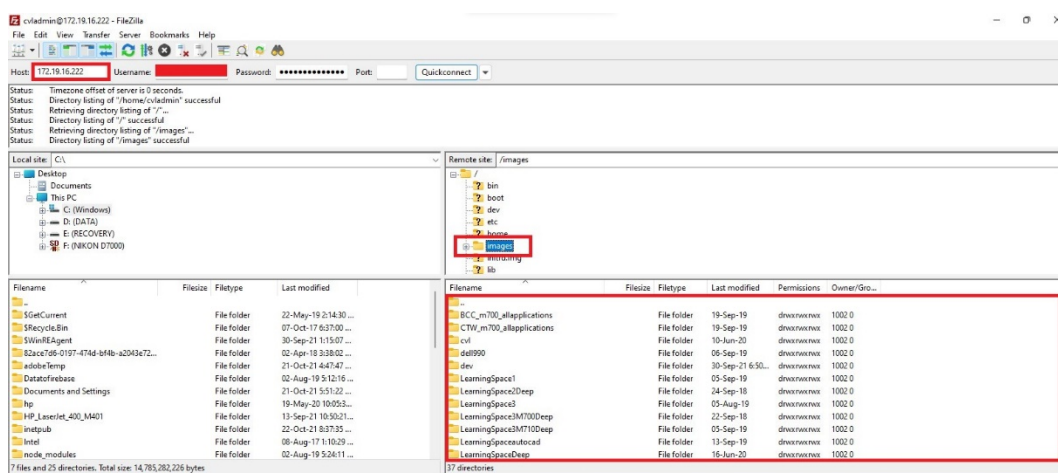 cvladmin@172.19.16.222 - FileZilla
File Edit View Transfer Server Bookmarks Help
Host: 172.19.16.222 Username: Password: Port: Quickconnect
Status: Timezone offset of server is 0 seconds.
Status: Directory listing of "/home/cvladmin" successful
Status: Retrieving directory listing of "/"...
Status: Directory listing of "/" successful
Status: Retrieving directory listing of "/images"...
Status: Directory listing of "/images" successful
Local site: C:\
Desktop
Documents
This PC
C: (Windows)
D: (DATA)
E: (RECOVERY)
F: (NIKON D7000)
Remote site: /images
/
bin
boot
dev
etc
home
images
initrd.img
lib
Filename Filesize Filetype Last modified
..
$GetCurrent File folder 22-May-19 2:14:30 ...
$Recycle.Bin File folder 07-Oct-17 6:37:00 ...
$WinREAgent File folder 30-Sep-21 1:15:07 ...
82ace7d6-0197-474d-bf4b-a2043e72... File folder 02-Apr-18 3:38:02 ...
adobeTemp File folder 21-Oct-21 4:47:47 ...
Datatofirebase File folder 02-Aug-19 5:12:16 ...
Documents and Settings File folder 21-Oct-21 5:51:22 ...
hp File folder 19-May-20 10:05:3...
HP_LaserJet_400_M401 File folder 13-Sep-21 10:50:21...
inetpub File folder 22-Oct-21 8:37:35 ...
Intel File folder 08-Aug-17 1:10:29 ...
node_modules File folder 02-Aug-19 5:24:11 ...
7 files and 25 directories. Total size: 14,785,282,226 bytes
Filename Filesize Filetype Last modified Permissions Owner/Gro...
..
BCC_m700_allapplications File folder 19-Sep-19 drwxrwxrwx 1002 0
CTW_m700_allapplications File folder 19-Sep-19 drwxrwxrwx 1002 0
cvl File folder 10-Jun-20 drwxrwxrwx 1002 0
dell990 File folder 06-Sep-19 drwxrwxrwx 1002 0
dev File folder 30-Sep-21 6:50... drwxrwxrwx 1002 0
LearningSpace1 File folder 05-Sep-19 drwxrwxrwx 1002 0
LearningSpace2Deep File folder 24-Sep-18 drwxrwxrwx 1002 0
LearningSpace3 File folder 05-Aug-19 drwxrwxrwx 1002 0
LearningSpace3M700Deep File folder 22-Sep-18 drwxrwxrwx 1002 0
LearningSpace3M710Deep File folder 05-Sep-19 drwxrwxrwx 1002 0
LearningSpaceautocad File folder 13-Sep-19 drwxrwxrwx 1002 0
LearningSpaceDeep File folder 16-Jun-20 drwxrwxrwx 1002 0
37 directories